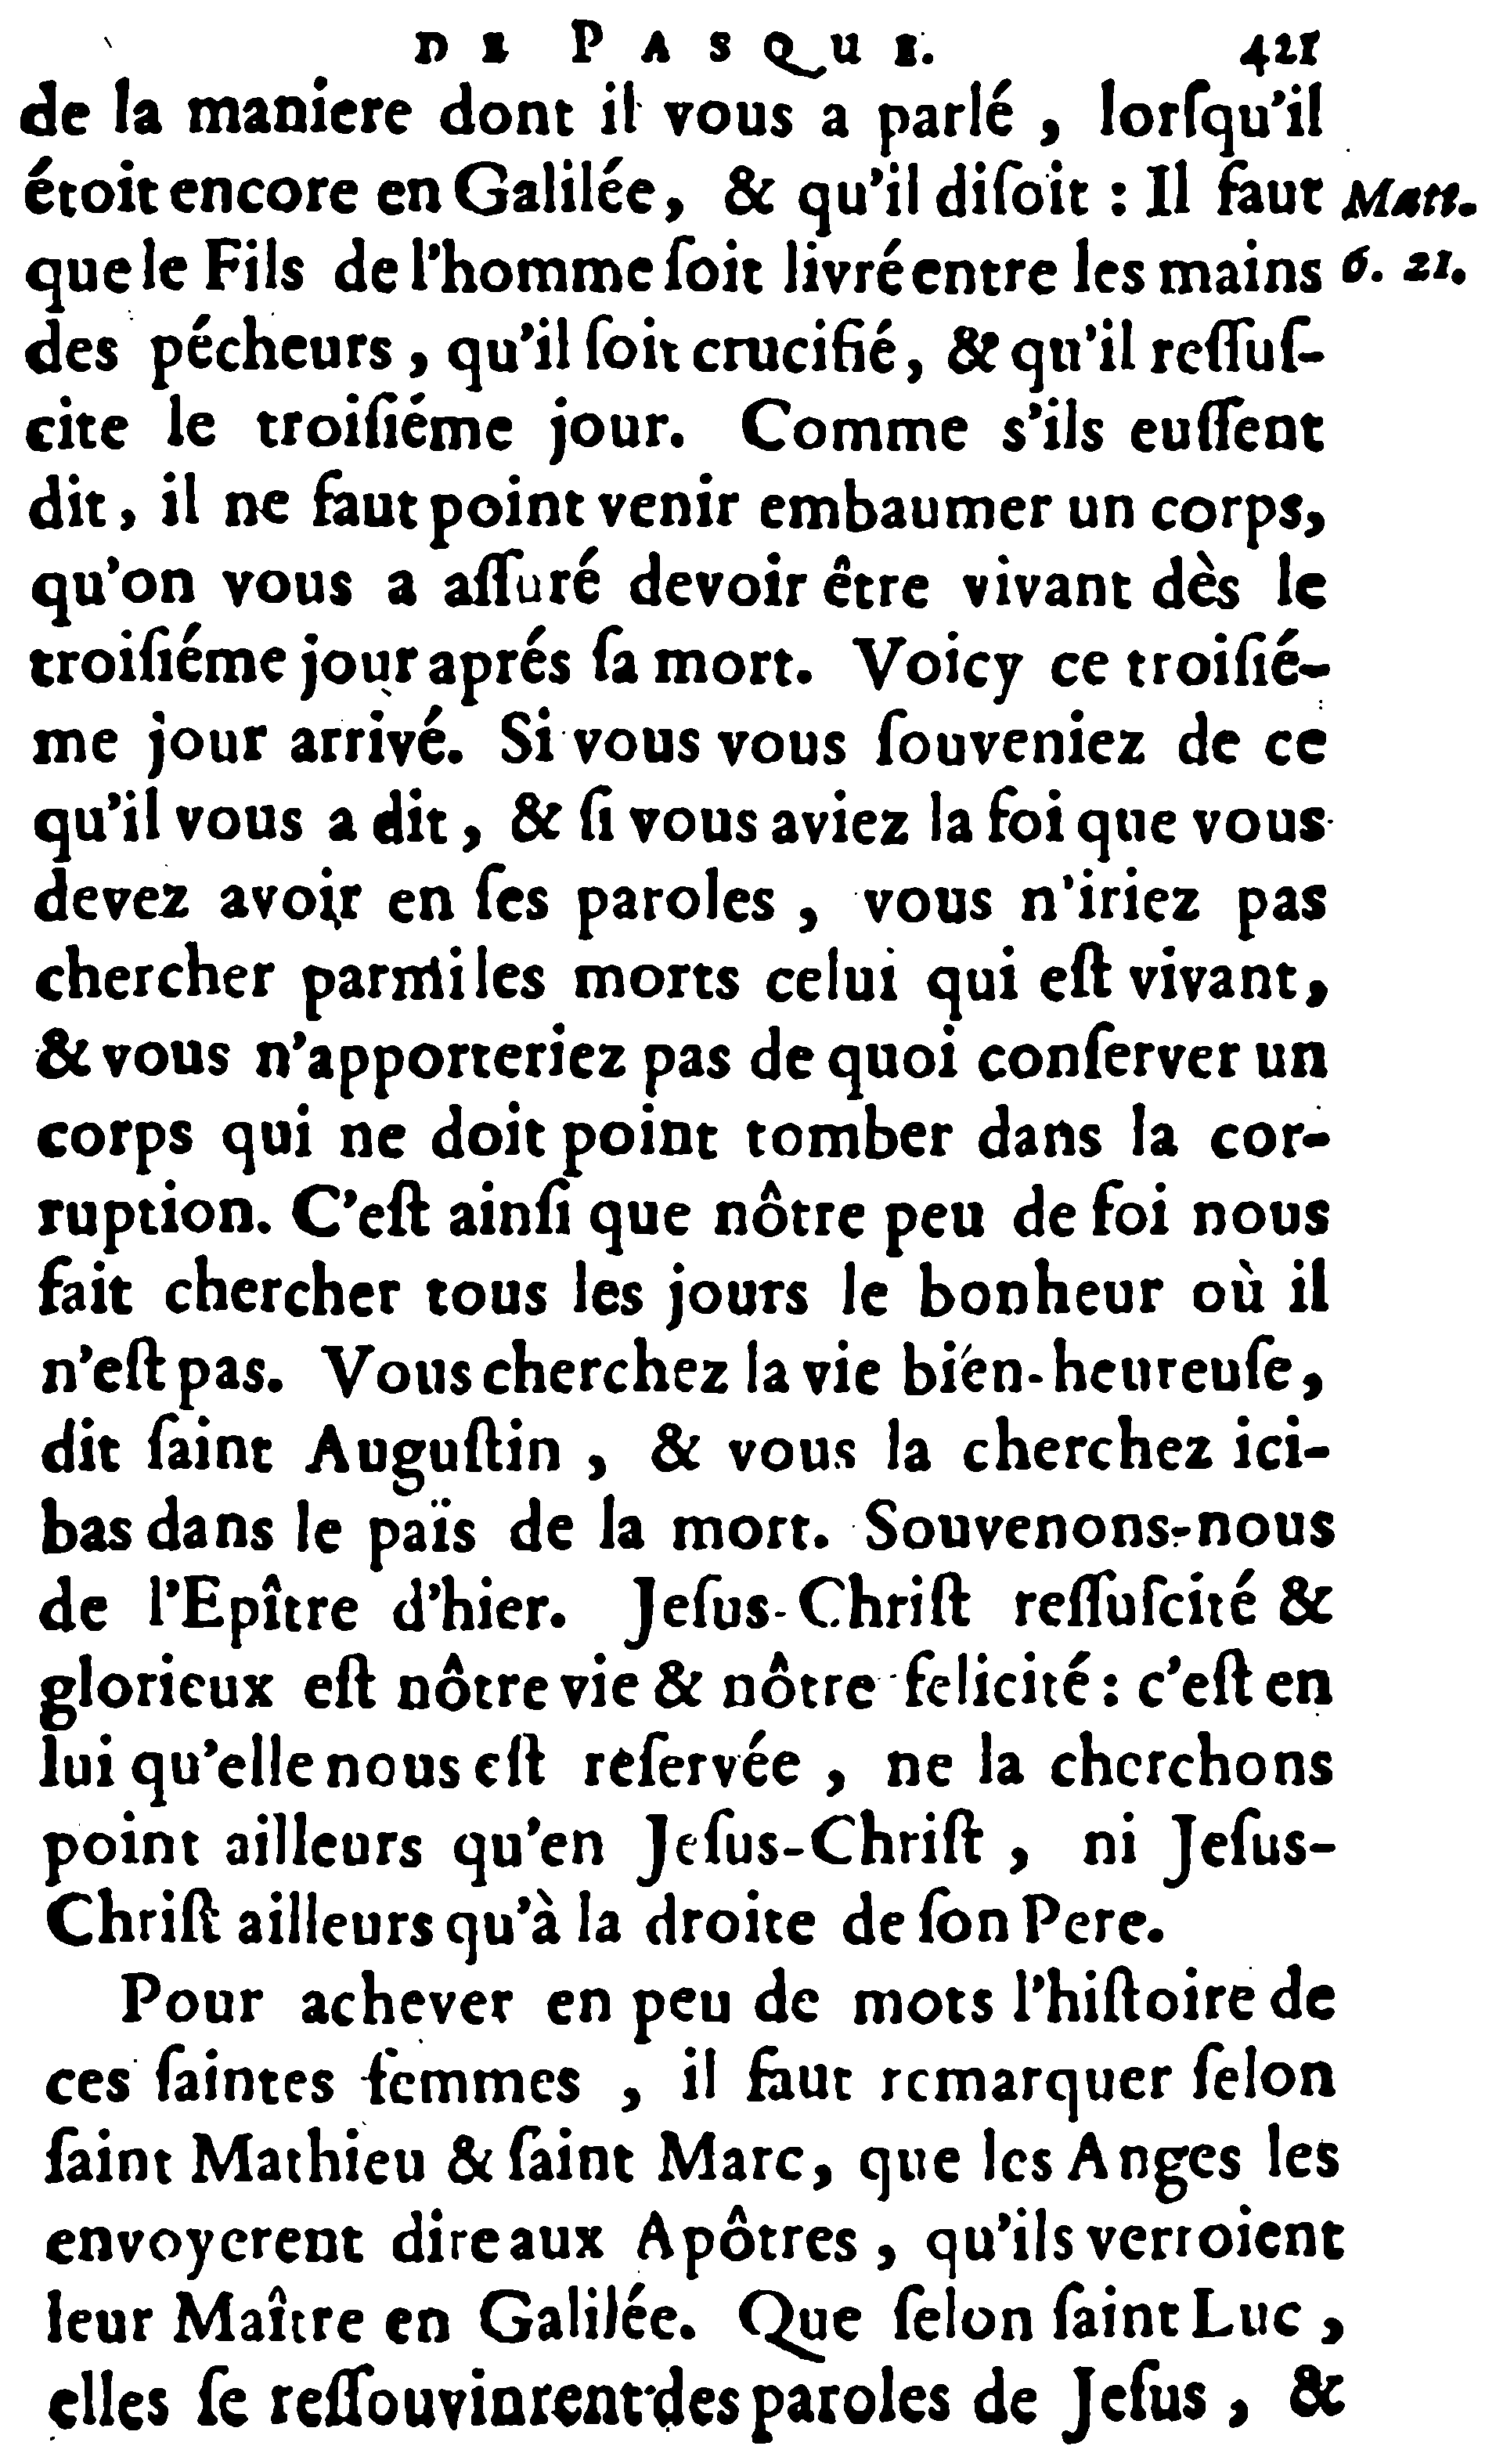 DE PASQUE. 421
de la maniere dont il vous a parlé, lorſqu'il
étoit encore en Galilée, & qu'il diſoit : Il faut Matt.
que le Fils de l'homme ſoit livré entre les mains 6. 21.
des pécheurs, qu'il ſoit crucifié, & qu'il reſſuſ-
cite le troiſiéme jour. Comme s'ils euſſent
dit, il ne faut point venir embaumer un corps,
qu'on vous a aſſuré devoir être vivant dès le
troiſiéme jour aprés ſa mort. Voicy ce troiſié-
me jour arrivé. Si vous vous ſouveniez de ce
qu'il vous a dit, & ſi vous aviez la foi que vous
devez avoir en ſes paroles, vous n'iriez pas
chercher parmi les morts celui qui eſt vivant,
& vous n'apporteriez pas de quoi conſerver un
corps qui ne doit point tomber dans la cor-
ruption. C'eſt ainſi que nôtre peu de foi nous
fait chercher tous les jours le bonheur où il
n'eſt pas. Vous cherchez la vie bien-heureuſe,
dit ſaint Auguſtin, & vous la cherchez ici-
bas dans le païs de la mort. Souvenons-nous
de l'Epître d'hier. Jeſus-Chriſt reſſuſcité &
glorieux eſt nôtre vie & nôtre felicité : c'eſt en
lui qu'elle nous eſt reſervée, ne la cherchons
point ailleurs qu'en Jeſus-Chriſt, ni Jeſus-
Chriſt ailleurs qu'à la droite de ſon Pere.
Pour achever en peu de mots l'hiſtoire de
ces ſaintes femmes, il faut remarquer ſelon
ſaint Mathieu & ſaint Marc, que les Anges les
envoyerent dire aux Apôtres, qu'ils verroient
leur Maître en Galilée. Que ſelon ſaint Luc,
elles ſe reſſouvinrent des paroles de Jeſus, &